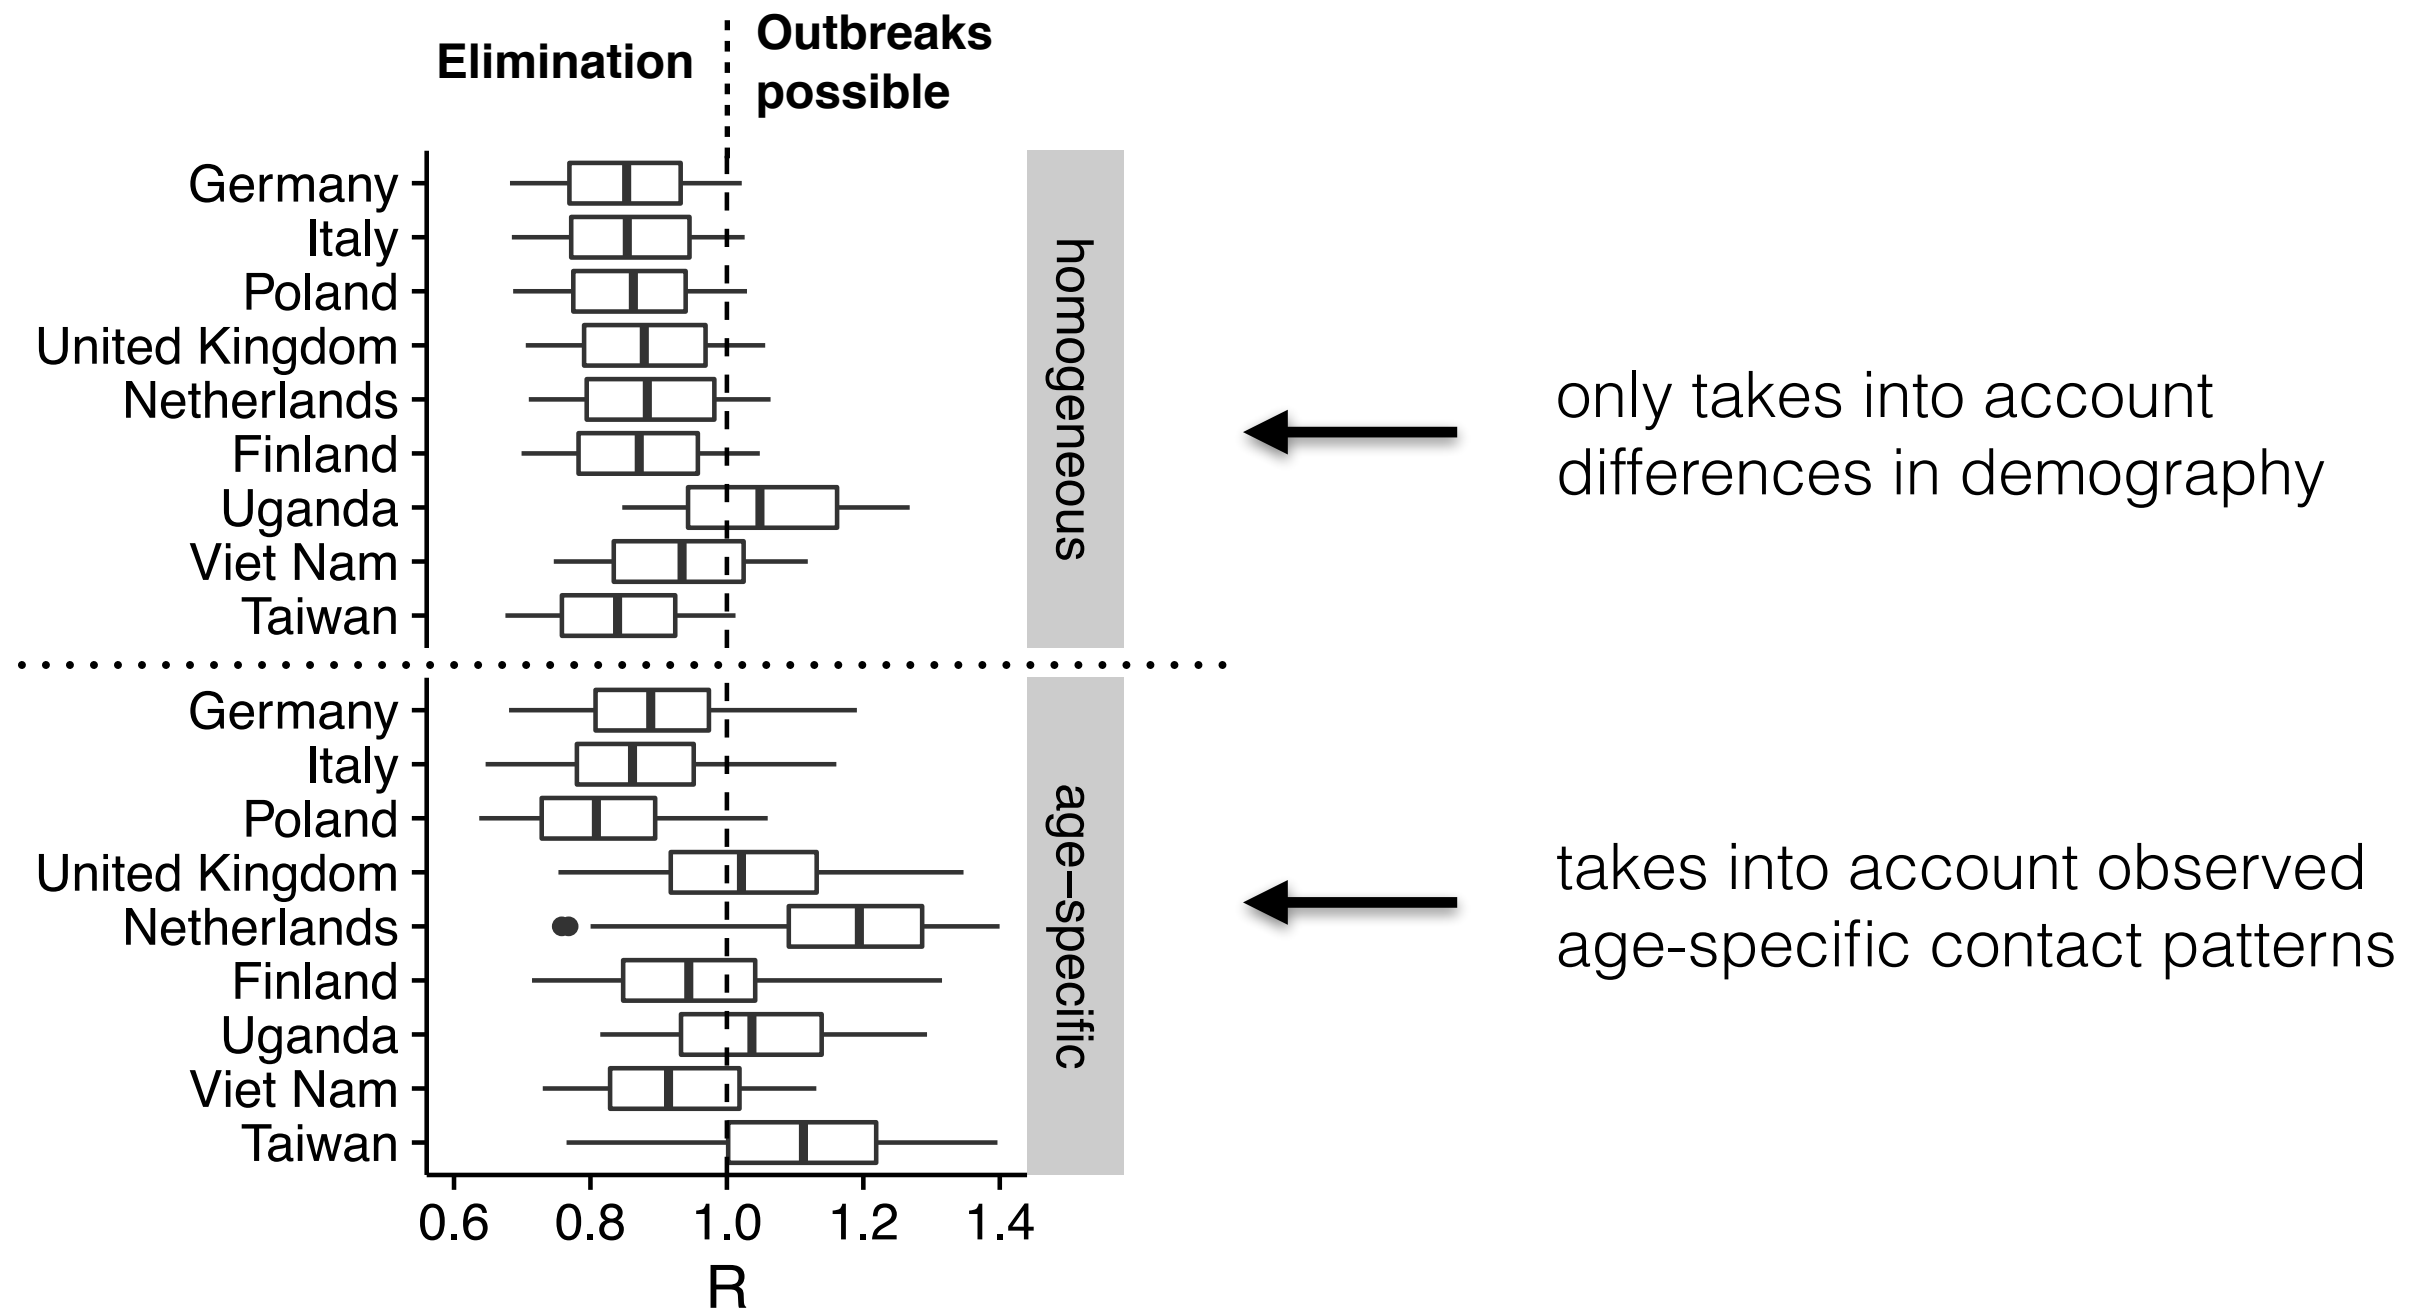 Elimination
Outbreaks
possible
Germany
Italy
Poland
United Kingdom
Netherlands
Finland
Uganda
Viet Nam
Taiwan
homogeneous
only takes into account
differences in demography
Germany
Italy
Poland
United Kingdom
Netherlands
Finland
Uganda
Viet Nam
Taiwan
age–specific
takes into account observed
age-specific contact patterns
0.6 0.8 1.0 1.2 1.4
R